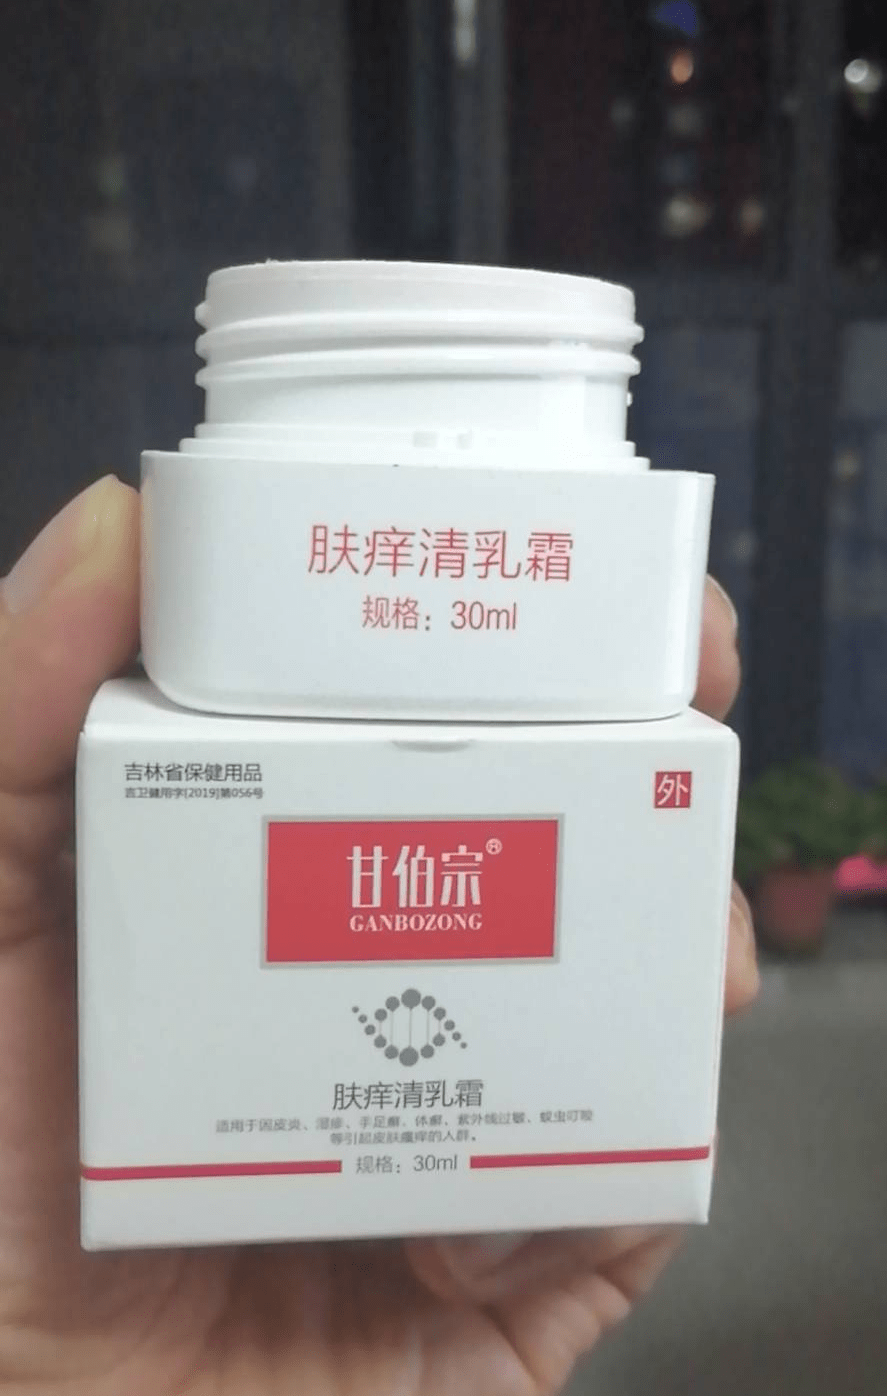 肤痒清乳霜
规格：30ml
吉林省保健用品
吉卫健用字[2019]第056号
外
甘伯宗®
GANBOZONG
肤痒清乳霜
适用于因皮炎、湿疹、手足癣、体癣、紫外线过敏、蚊虫叮咬
等引起皮肤瘙痒的人群。
规格：30ml